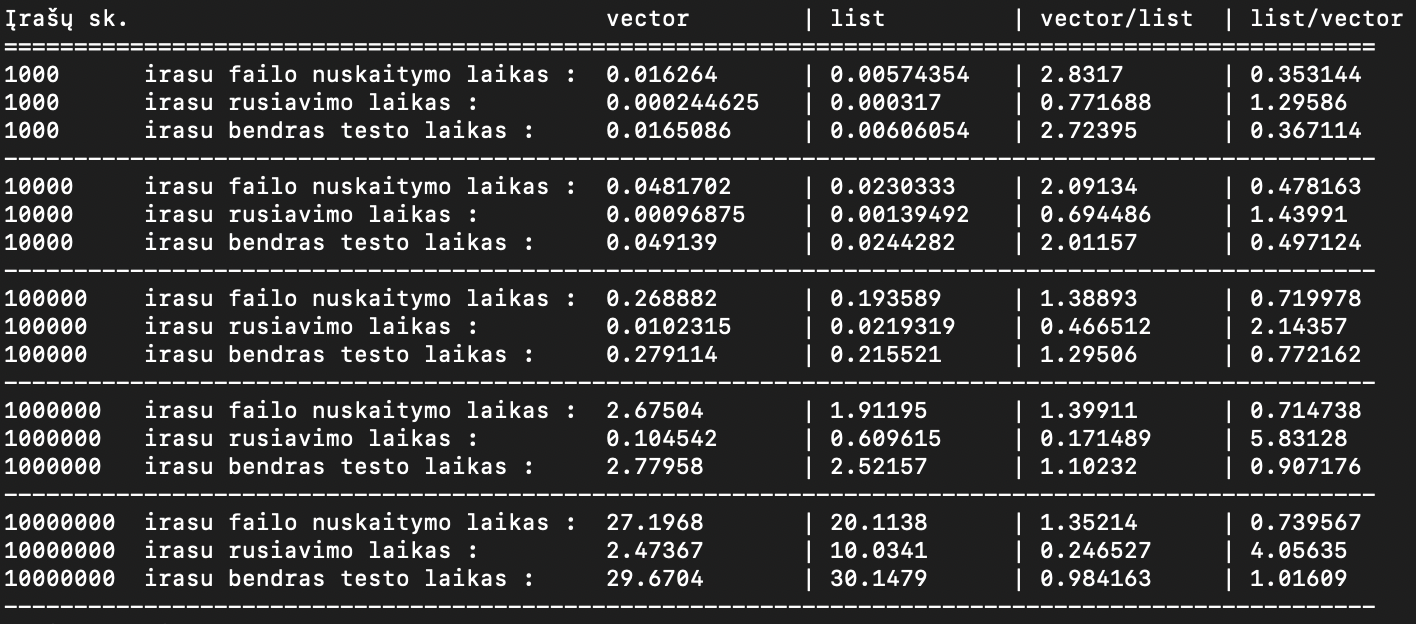 Įrašų sk.                                  vector        | list         | vector/list  | list/vector
==================================================================================================
1000      irasu failo nuskaitymo laikas :  0.016264      | 0.00574354   | 2.8317       | 0.353144
1000      irasu rusiavimo laikas :         0.000244625   | 0.000317     | 0.771688     | 1.29586
1000      irasu bendras testo laikas :     0.0165086     | 0.00606054   | 2.72395      | 0.367114
--------------------------------------------------------------------------------------------------
10000     irasu failo nuskaitymo laikas :  0.0481702     | 0.0230333    | 2.09134      | 0.478163
10000     irasu rusiavimo laikas :         0.00096875    | 0.00139492   | 0.694486     | 1.43991
10000     irasu bendras testo laikas :     0.049139      | 0.0244282    | 2.01157      | 0.497124
--------------------------------------------------------------------------------------------------
100000    irasu failo nuskaitymo laikas :  0.268882      | 0.193589     | 1.38893      | 0.719978
100000    irasu rusiavimo laikas :         0.0102315     | 0.0219319    | 0.466512     | 2.14357
100000    irasu bendras testo laikas :     0.279114      | 0.215521     | 1.29506      | 0.772162
--------------------------------------------------------------------------------------------------
1000000   irasu failo nuskaitymo laikas :  2.67504       | 1.91195      | 1.39911      | 0.714738
1000000   irasu rusiavimo laikas :         0.104542      | 0.609615     | 0.171489     | 5.83128
1000000   irasu bendras testo laikas :     2.77958       | 2.52157      | 1.10232      | 0.907176
--------------------------------------------------------------------------------------------------
10000000  irasu failo nuskaitymo laikas :  27.1968       | 20.1138      | 1.35214      | 0.739567
10000000  irasu rusiavimo laikas :         2.47367       | 10.0341      | 0.246527     | 4.05635
10000000  irasu bendras testo laikas :     29.6704       | 30.1479      | 0.984163     | 1.01609
--------------------------------------------------------------------------------------------------